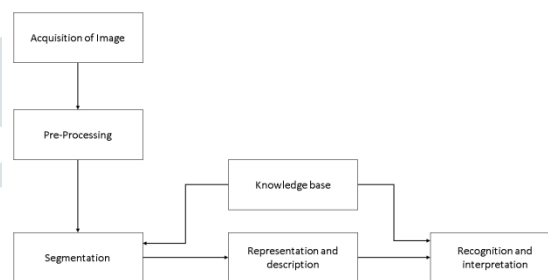 Acquisition of Image
Pre-Processing
Knowledge base
Segmentation
Representation and
description
Recognition and
interpretation